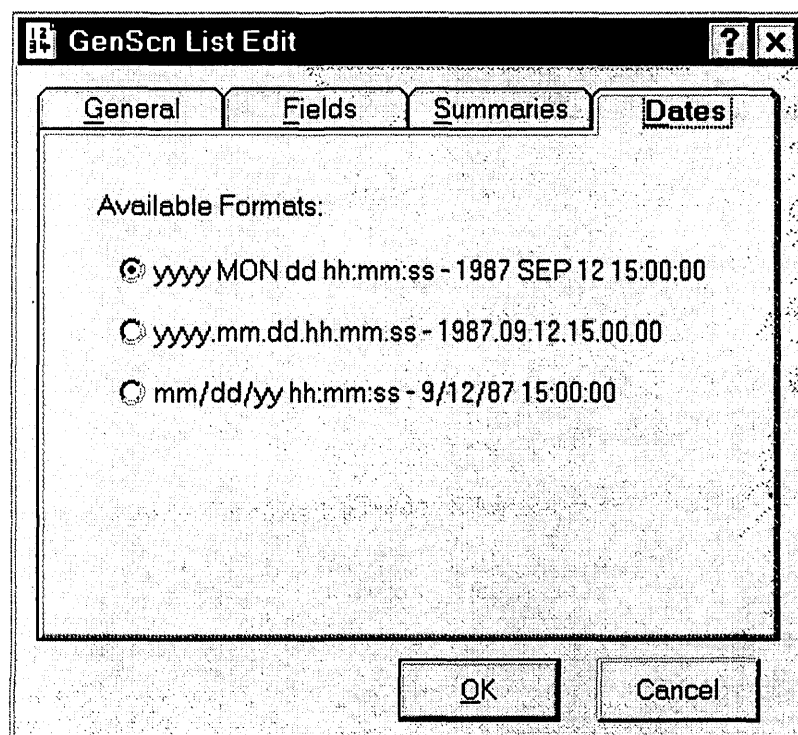 GenScn List Edit ? X
General Fields Summaries Dates
Available Formats:
yyyy MON dd hh:mm:ss - 1987 SEP 12 15:00:00
yyyy.mm.dd.hh.mm.ss - 1987.09.12.15.00.00
mm/dd/yy hh:mm:ss - 9/12/87 15:00:00
OK Cancel